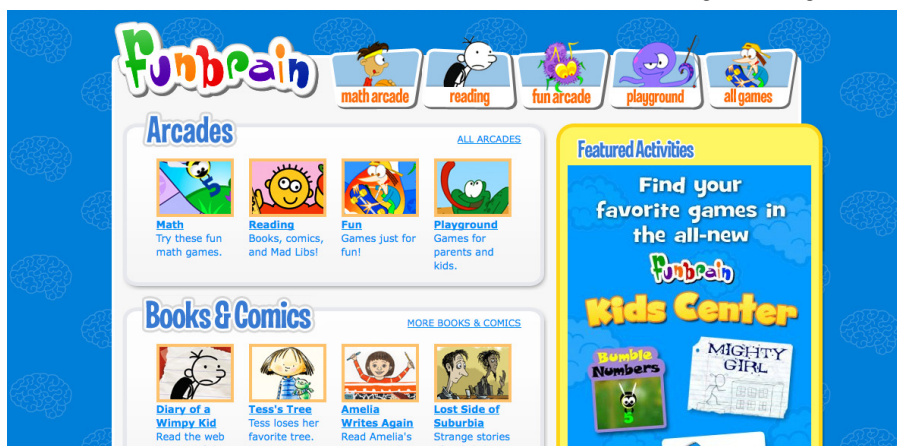 Funbrain
math arcade
reading
fun arcade
playground
all games
Arcades
ALL ARCADES
Math
Try these fun
math games.
Reading
Books, comics,
and Mad Libs!
Fun
Games just for
fun!
Playground
Games for
parents and
kids.
Books & Comics
MORE BOOKS & COMICS
Diary of a
Wimpy Kid
Read the web
Tess's Tree
Tess loses her
favorite tree.
Amelia
Writes Again
Read Amelia's
Lost Side of
Suburbia
Strange stories
Featured Activities
Find your
favorite games in
the all-new
Funbrain
Kids Center
Bumble
Numbers
5
MIGHTY
GIRL